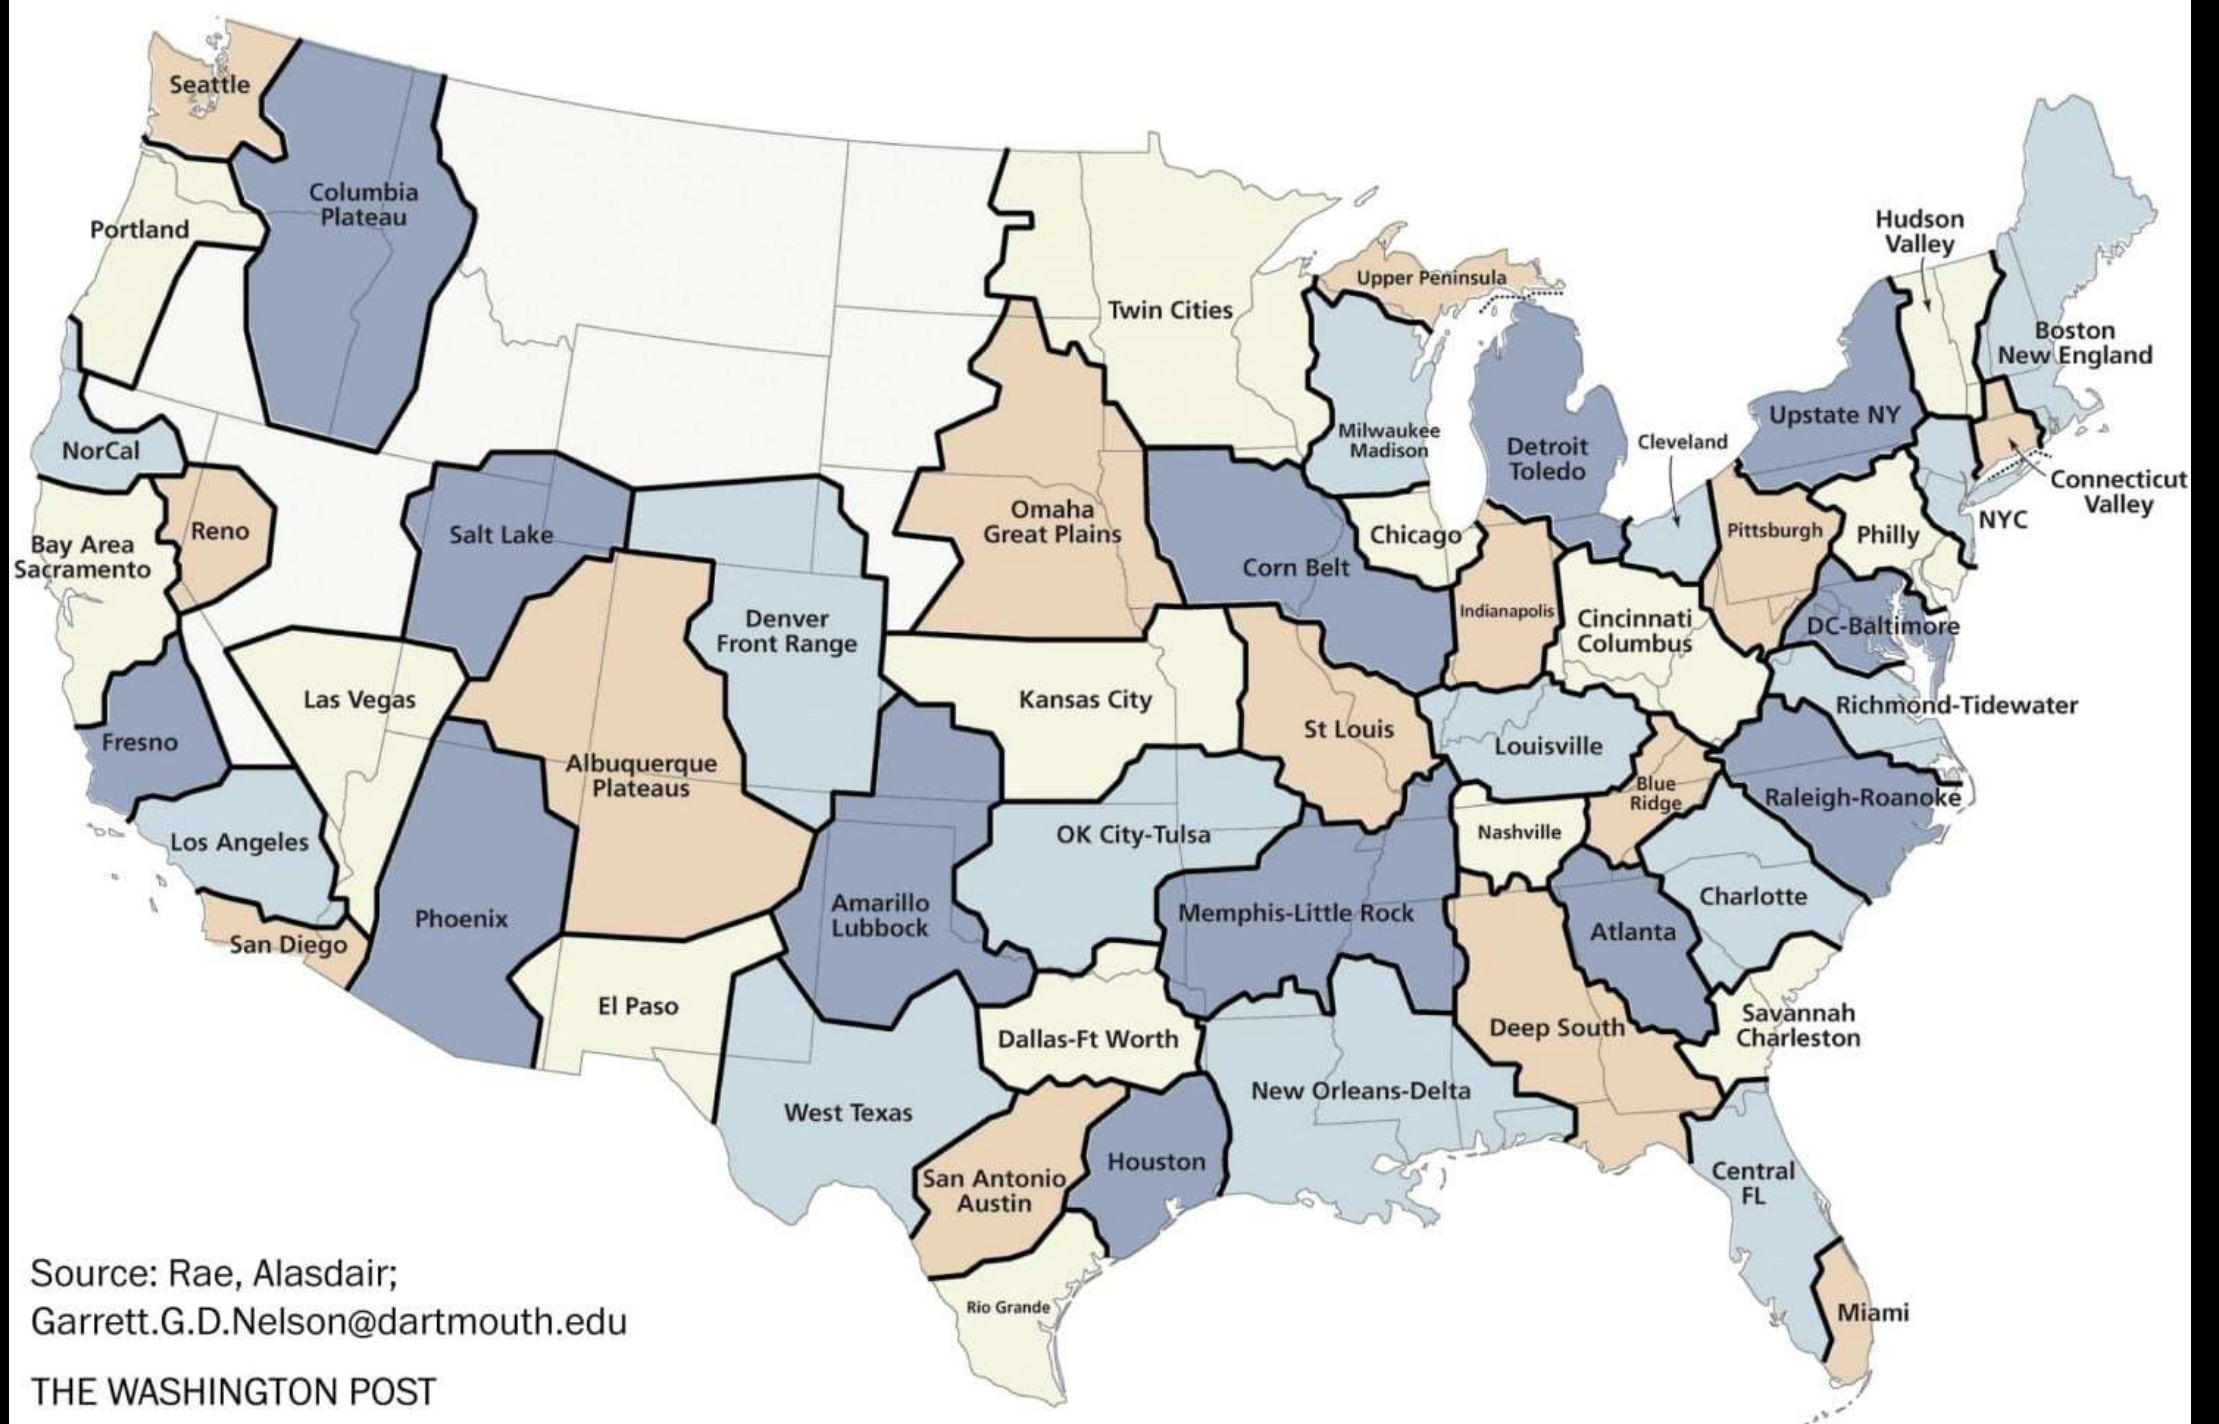 Seattle
Columbia
Plateau
Portland
Hudson
Valley
Upper Peninsula
Twin Cities
Boston
New England
Upstate NY
Milwaukee
Madison
Detroit
Toledo
Cleveland
NorCal
Connecticut
Valley
NYC
Reno
Salt Lake
Omaha
Great Plains
Chicago
Pittsburgh
Philly
Bay Area
Sacramento
Corn Belt
Denver
Front Range
Indianapolis
Cincinnati
Columbus
DC-Baltimore
Las Vegas
Kansas City
Richmond-Tidewater
St Louis
Fresno
Louisville
Albuquerque
Plateaus
Blue
Ridge
Raleigh-Roanoke
Los Angeles
OK City-Tulsa
Nashville
Charlotte
Amarillo
Lubbock
Phoenix
Memphis-Little Rock
Atlanta
San Diego
El Paso
Dallas-Ft Worth
Deep South
Savannah
Charleston
New Orleans-Delta
West Texas
Houston
San Antonio
Austin
Central
FL
Rio Grande
Miami
Source: Rae, Alasdair;
Garrett.G.D.Nelson@dartmouth.edu
THE WASHINGTON POST